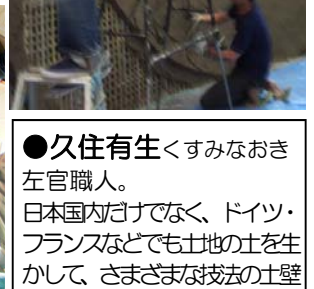 ●久住有生くすみなおき
左官職人。
日本国内だけでなく、ドイツ・
フランスなどでも土地の土を生
かして、さまざまな技法の土壁